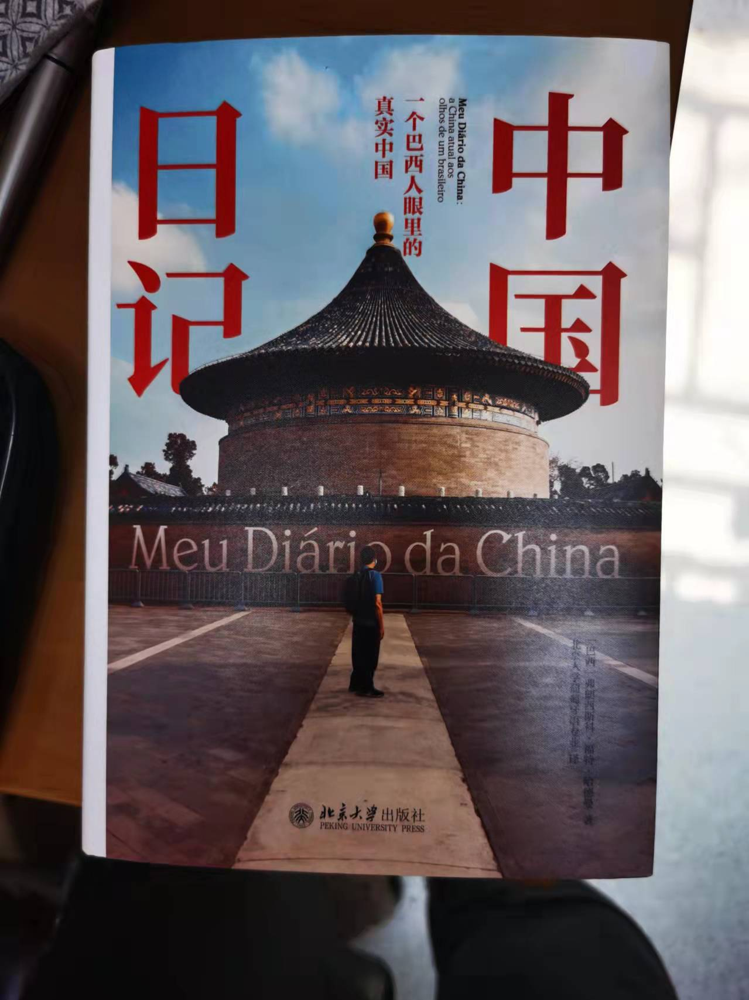 中国
日记
Meu Diário da China:
a China atual aos
olhos de um brasileiro
一个巴西人眼里的
真实中国
Meu Diário da China
北京大学出版社
PEKING UNIVERSITY PRESS